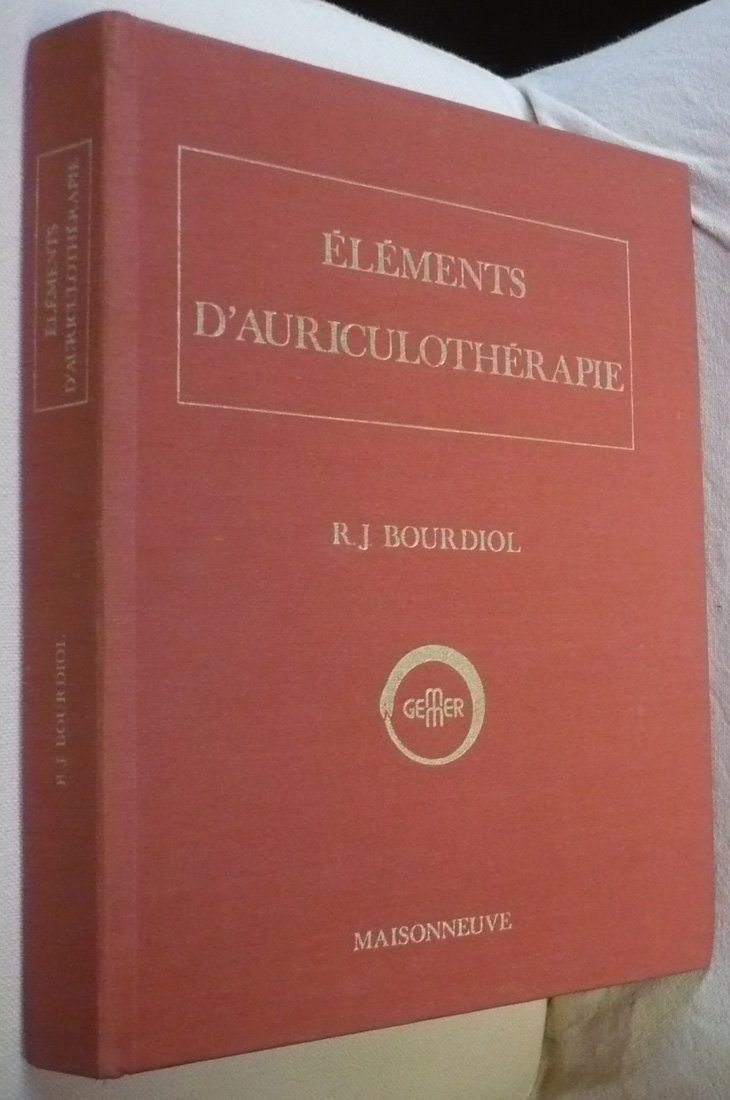 ÉLÉMENTS
D'AURICULOTHÉRAPIE
R.J BOURDIOL
ÉLÉMENTS
D'AURICULOTHÉRAPIE
R.J BOURDIOL
GEMMER
MAISONNEUVE